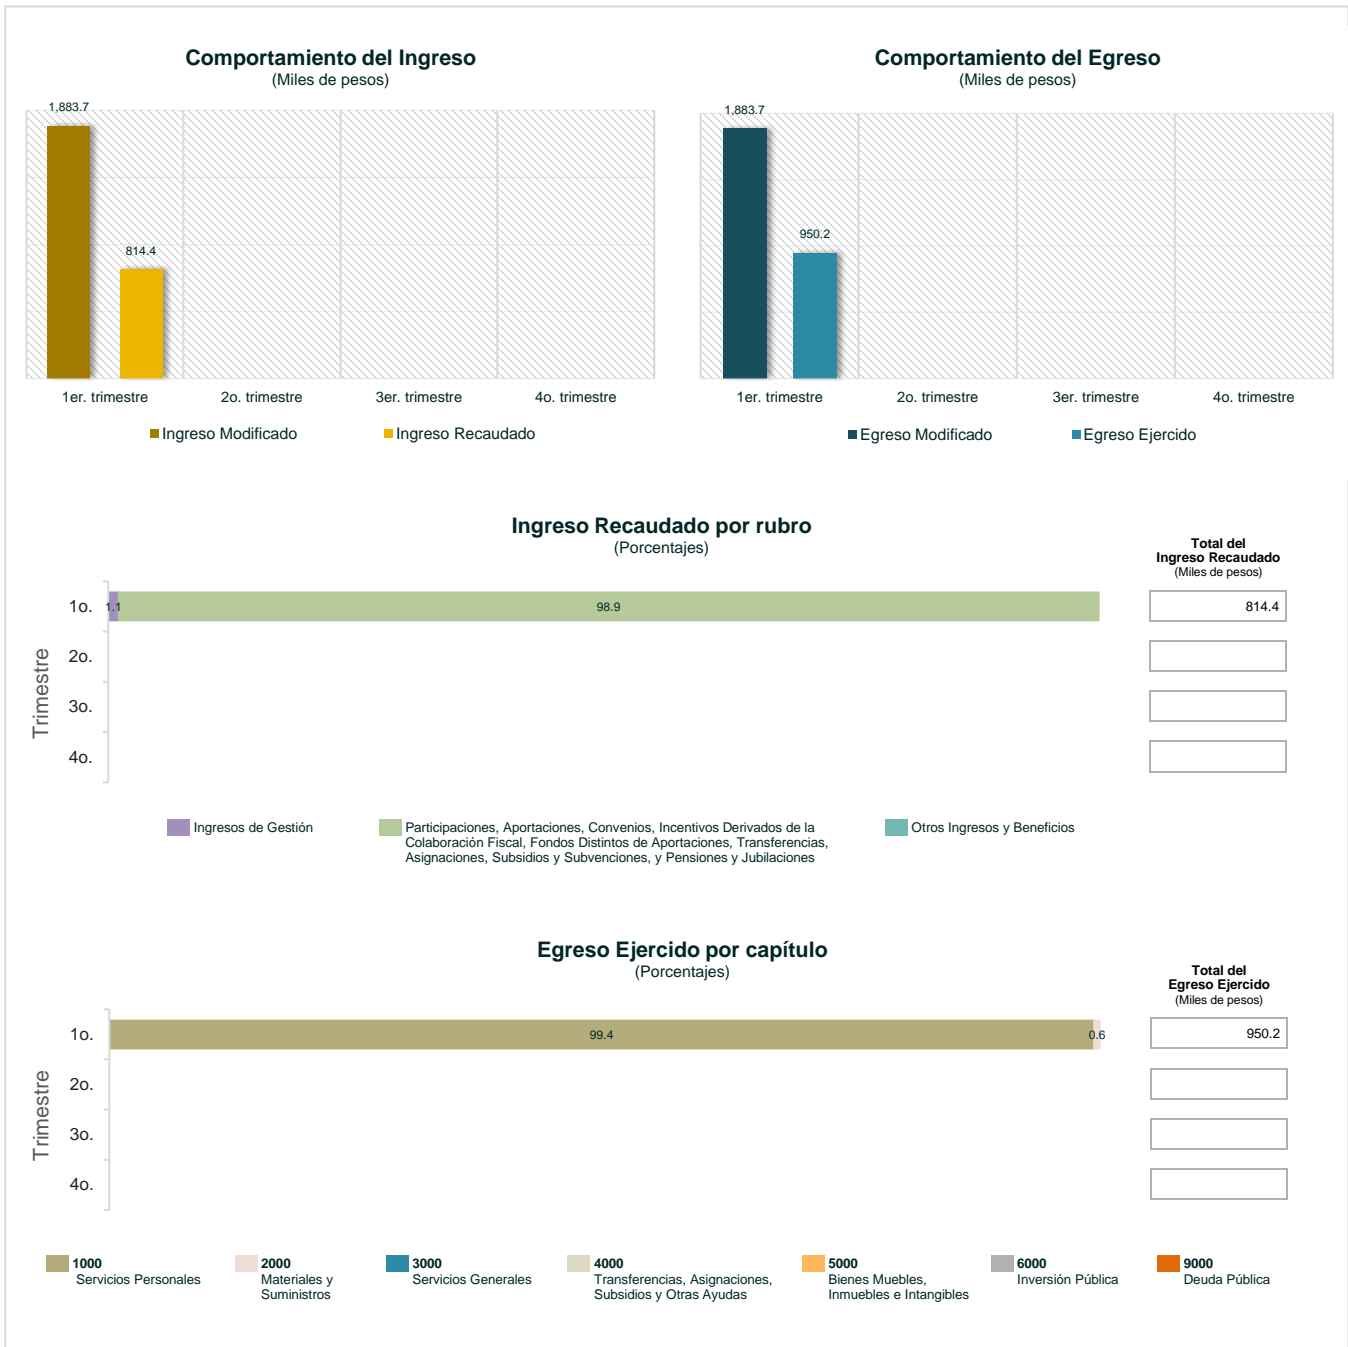 Comportamiento del Ingreso
(Miles de pesos)
1,883.7
814.4
1er. trimestre
2o. trimestre
3er. trimestre
4o. trimestre
Ingreso Modificado
Ingreso Recaudado
Comportamiento del Egreso
(Miles de pesos)
1,883.7
950.2
1er. trimestre
2o. trimestre
3er. trimestre
4o. trimestre
Egreso Modificado
Egreso Ejercido
Ingreso Recaudado por rubro
(Porcentajes)
Total del
Ingreso Recaudado
(Miles de pesos)
Trimestre
1o.
1.1
98.9
814.4
2o.
3o.
4o.
Ingresos de Gestión
Participaciones, Aportaciones, Convenios, Incentivos Derivados de la
Colaboración Fiscal, Fondos Distintos de Aportaciones, Transferencias,
Asignaciones, Subsidios y Subvenciones, y Pensiones y Jubilaciones
Otros Ingresos y Beneficios
Egreso Ejercido por capítulo
(Porcentajes)
Total del
Egreso Ejercido
(Miles de pesos)
Trimestre
1o.
99.4
0.6
950.2
2o.
3o.
4o.
1000
Servicios Personales
2000
Materiales y
Suministros
3000
Servicios Generales
4000
Transferencias, Asignaciones,
Subsidios y Otras Ayudas
5000
Bienes Muebles,
Inmuebles e Intangibles
6000
Inversión Pública
9000
Deuda Pública